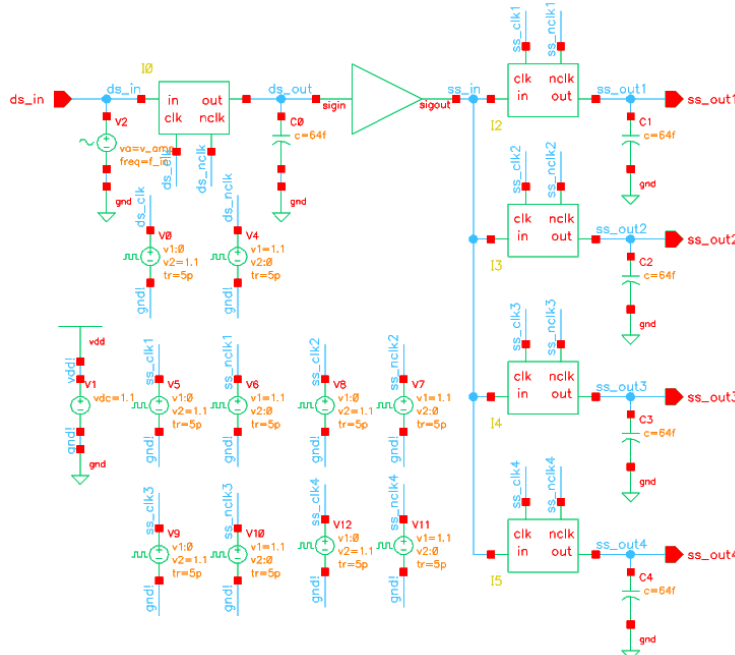 I0
ds_in
ds_in
in
out
clk
nclk
ds_out
sigin
sigout
ss_in
V2
va=v_amp
freq=f_in
gnd
ds_clk
ds_nclk
C0
c=64f
ss_clk1
ss_nclk1
clk
nclk
in
out
I2
ss_out1
ss_out1
C1
c=64f
gnd
ds_clk
V0
v1:0
v2=1.1
tr=5p
gnd!
ds_nclk
V4
v1=1.1
v2:0
tr=5p
gnd!
ss_clk2
ss_nclk2
clk
nclk
in
out
I3
ss_out2
ss_out2
C2
c=64f
gnd
vdd
vdd!
V1
vdc=1.1
gnd!
gnd
ss_clk1
V5
v1:0
v2=1.1
tr=5p
gnd!
ss_nclk1
V6
v1=1.1
v2:0
tr=5p
gnd!
ss_clk2
V8
v1:0
v2=1.1
tr=5p
gnd!
ss_nclk2
V7
v1=1.1
v2:0
tr=5p
gnd!
ss_clk3
ss_nclk3
clk
nclk
in
out
I4
ss_out3
ss_out3
C3
c=64f
gnd
ss_clk3
V9
v1:0
v2=1.1
tr=5p
gnd!
ss_nclk3
V10
v1=1.1
v2:0
tr=5p
gnd!
ss_clk4
V12
v1:0
v2=1.1
tr=5p
gnd!
ss_nclk4
V11
v1=1.1
v2:0
tr=5p
gnd!
ss_clk4
ss_nclk4
clk
nclk
in
out
I5
ss_out4
ss_out4
C4
c=64f
gnd